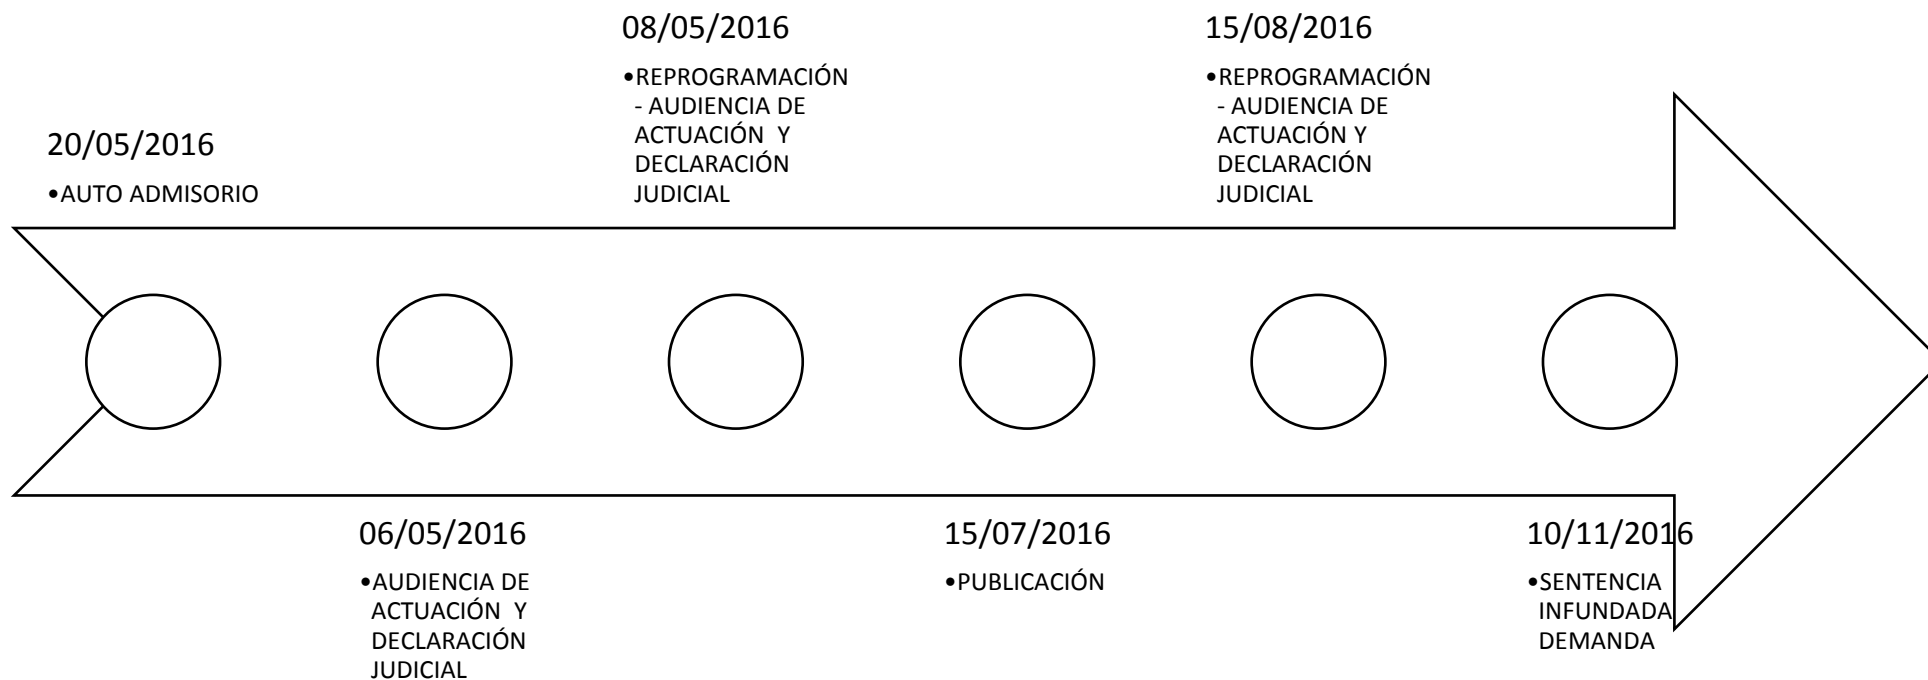 20/05/2016
•AUTO ADMISORIO
06/05/2016
•AUDIENCIA DE
ACTUACIÓN Y
DECLARACIÓN
JUDICIAL
08/05/2016
•REPROGRAMACIÓN
- AUDIENCIA DE
ACTUACIÓN Y
DECLARACIÓN
JUDICIAL
15/07/2016
•PUBLICACIÓN
15/08/2016
•REPROGRAMACIÓN
- AUDIENCIA DE
ACTUACIÓN Y
DECLARACIÓN
JUDICIAL
10/11/2016
•SENTENCIA
INFUNDADA
DEMANDA